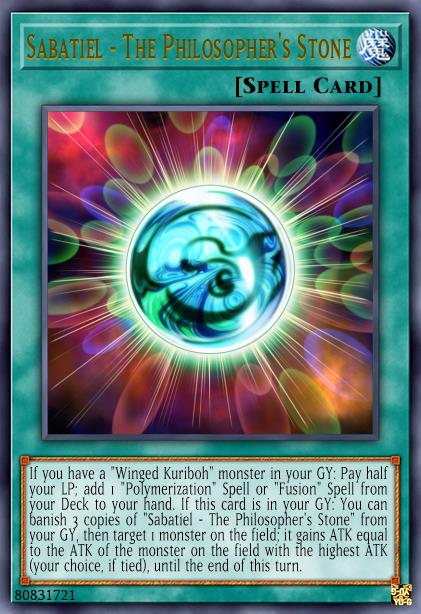 Sabatiel - The Philosopher's Stone
魔
[Spell Card]
If you have a "Winged Kuriboh" monster in your GY: Pay half
your LP; add 1 "Polymerization" Spell or "Fusion" Spell from
your Deck to your hand. If this card is in your GY: You can
banish 3 copies of "Sabatiel - The Philosopher's Stone" from
your GY, then target 1 monster on the field; it gains ATK equal
to the ATK of the monster on the field with the highest ATK
(your choice, if tied), until the end of this turn.
80831721